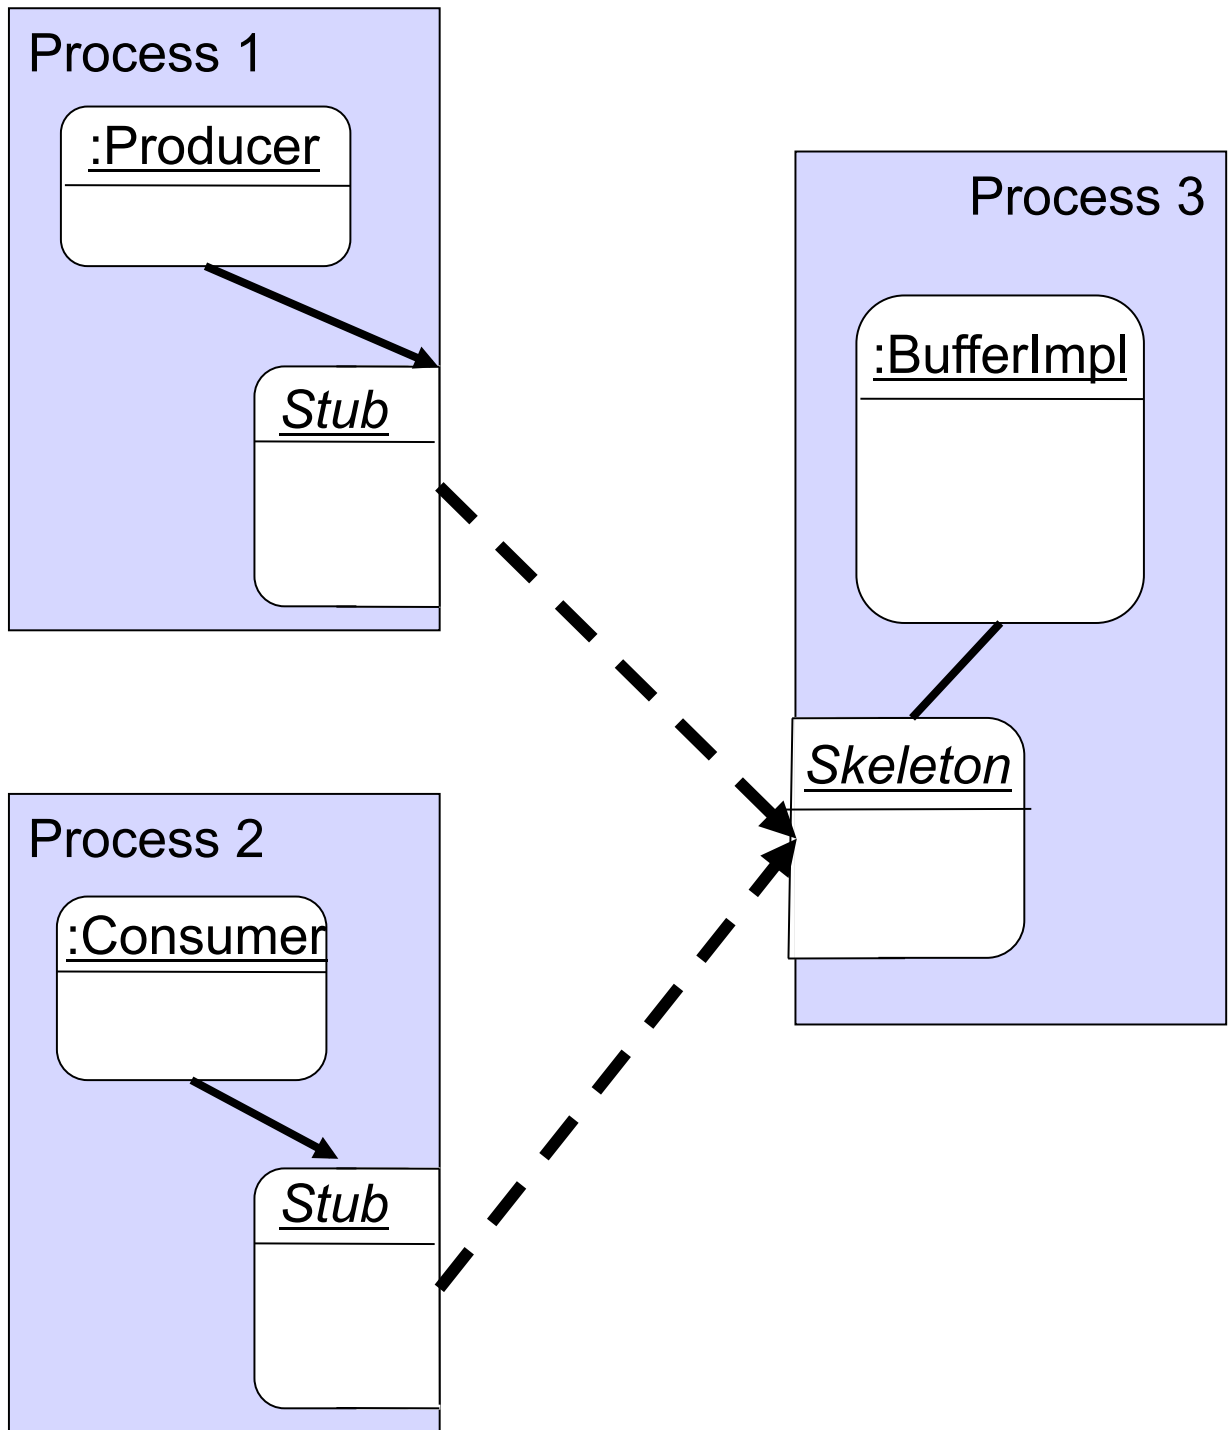 Process 1
:Producer
Stub
Process 2
:Consumer
Stub
Process 3
:BufferImpl
Skeleton